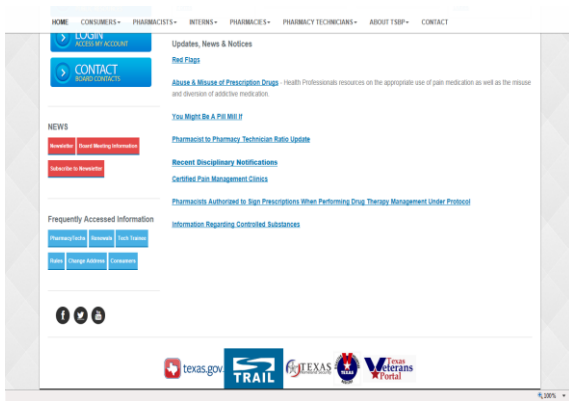 HOME CONSUMERS PHARMACISTS INTERNS PHARMACIES PHARMACY TECHNICIANS ABOUT TSBP CONTACT
LOGIN
ACCESS MY ACCOUNT
CONTACT
BOARD CONTACTS
NEWS
Newsletter Board Meeting Information
Subscribe to Newsletter
Frequently Accessed Information
PharmacyTechs Renewals Tech Trainee
Rules Change Address Consumers
Updates, News & Notices
Red Flags
Abuse & Misuse of Prescription Drugs - Health Professionals resources on the appropriate use of pain medication as well as the misuse
and diversion of addictive medication.
You Might Be A Pill Mill If
Pharmacist to Pharmacy Technician Ratio Update
Recent Disciplinary Notifications
Certified Pain Management Clinics
Pharmacists Authorized to Sign Prescriptions When Performing Drug Therapy Management Under Protocol
Information Regarding Controlled Substances
texas.gov
TRAIL
TEXAS
TEXAS
Texas
Veterans
Portal
100%